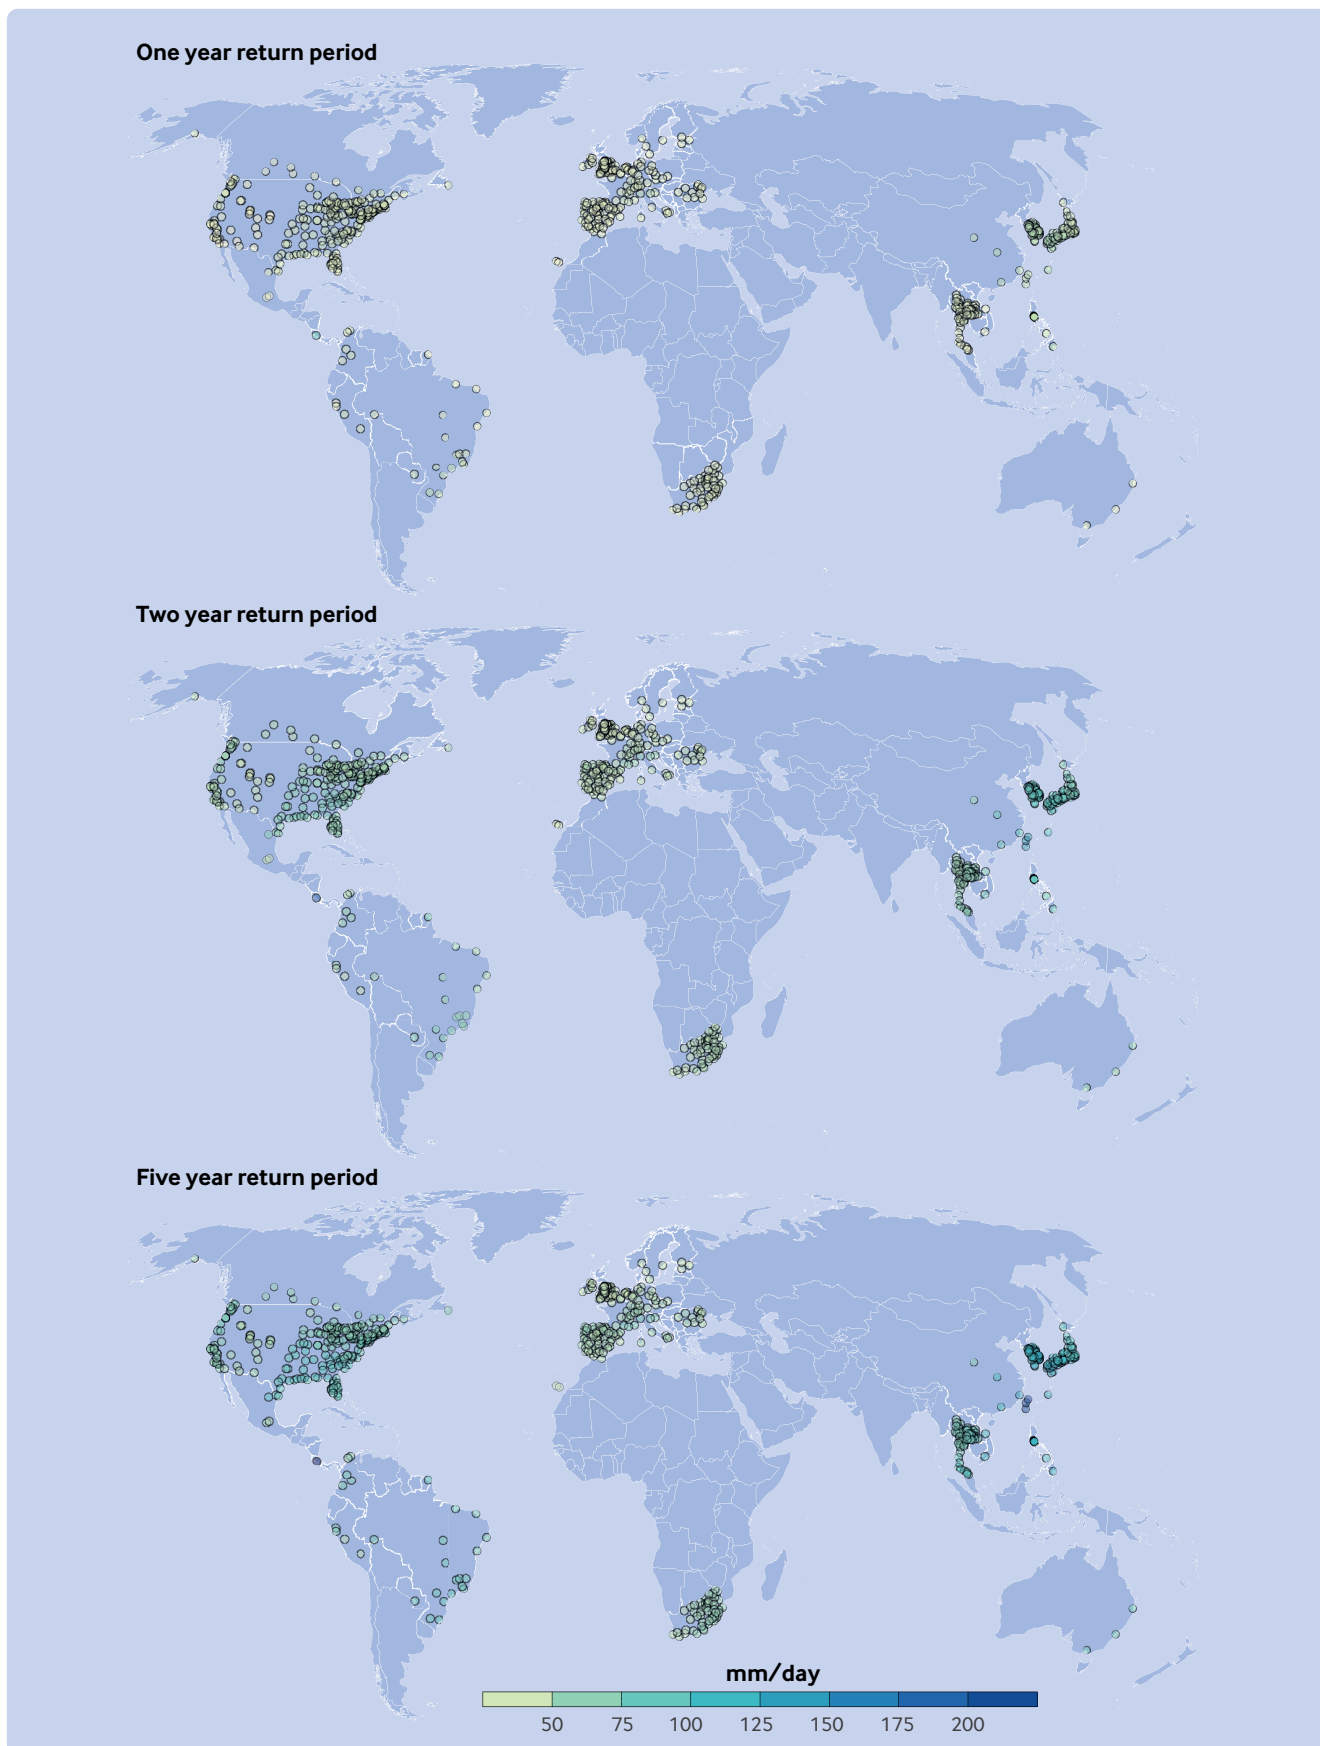 One year return period
Two year return period
Five year return period
mm/day
50 75 100 125 150 175 200